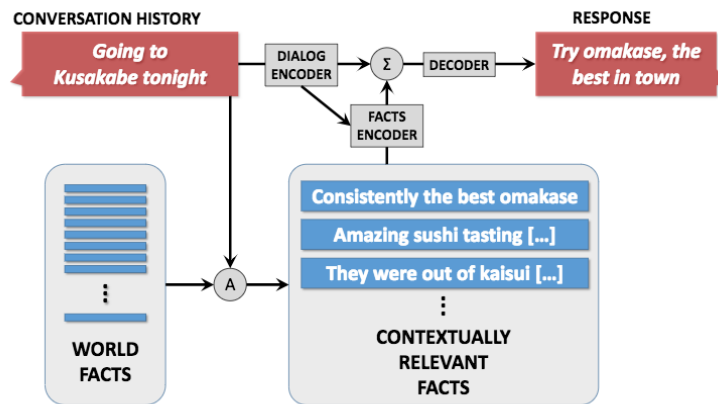 CONVERSATION HISTORY
Going to
Kusakabe tonight
DIALOG
ENCODER
Σ
DECODER
RESPONSE
Try omakase, the
best in town
FACTS
ENCODER
WORLD
FACTS
A
Consistently the best omakase
Amazing sushi tasting […]
They were out of kaisui […]
CONTEXTUALLY
RELEVANT
FACTS